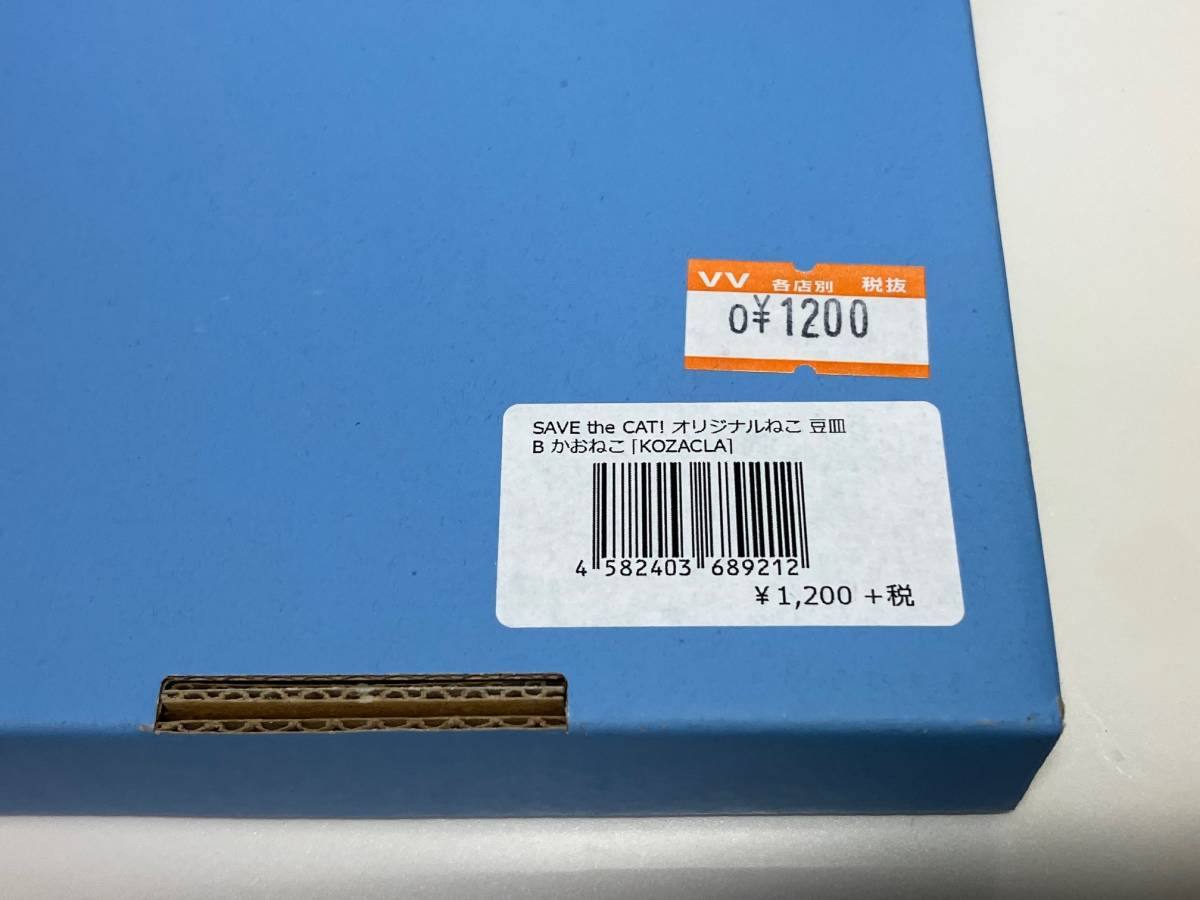 VV 各店別 税抜
0¥1200
SAVE the CAT! オリジナルねこ 豆皿
B かおねこ [KOZACLA]
4 582403 689212
¥1,200 +税